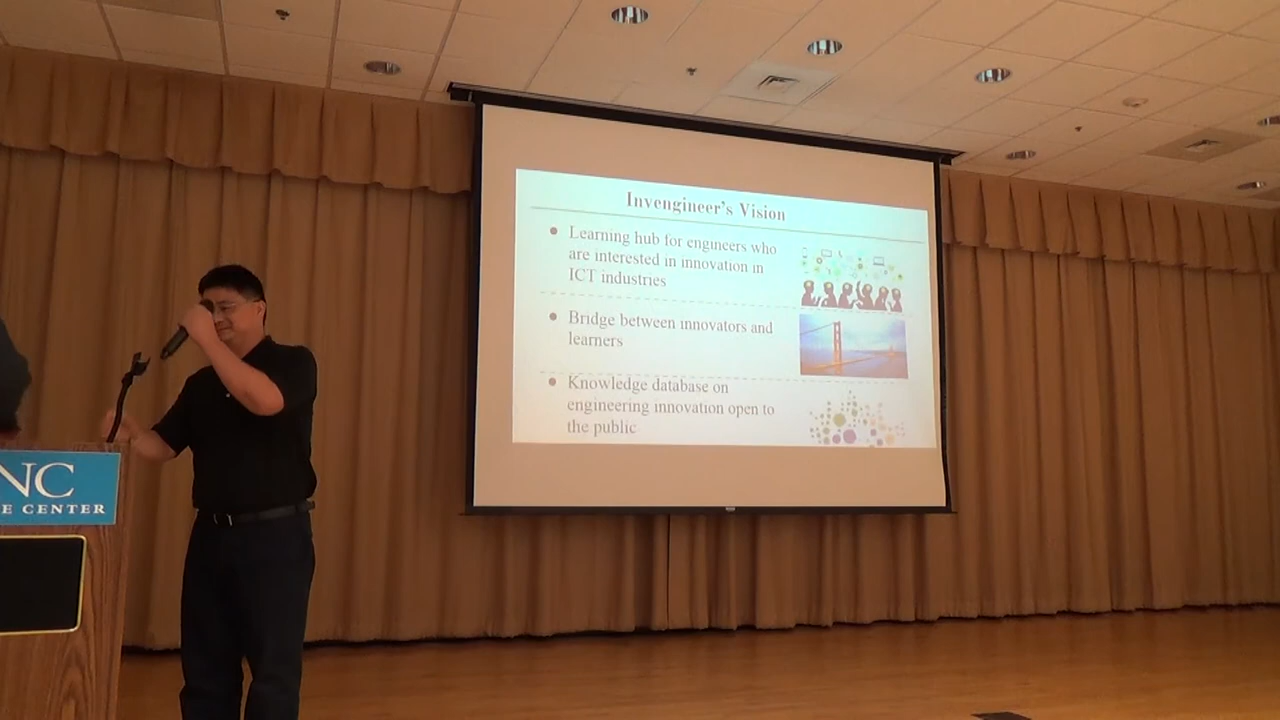 Invengineer's Vision
Learning hub for engineers who
are interested in innovation in
ICT industries
Bridge between innovators and
learners
Knowledge database on
engineering innovation open to
the public
NC
E CENTER